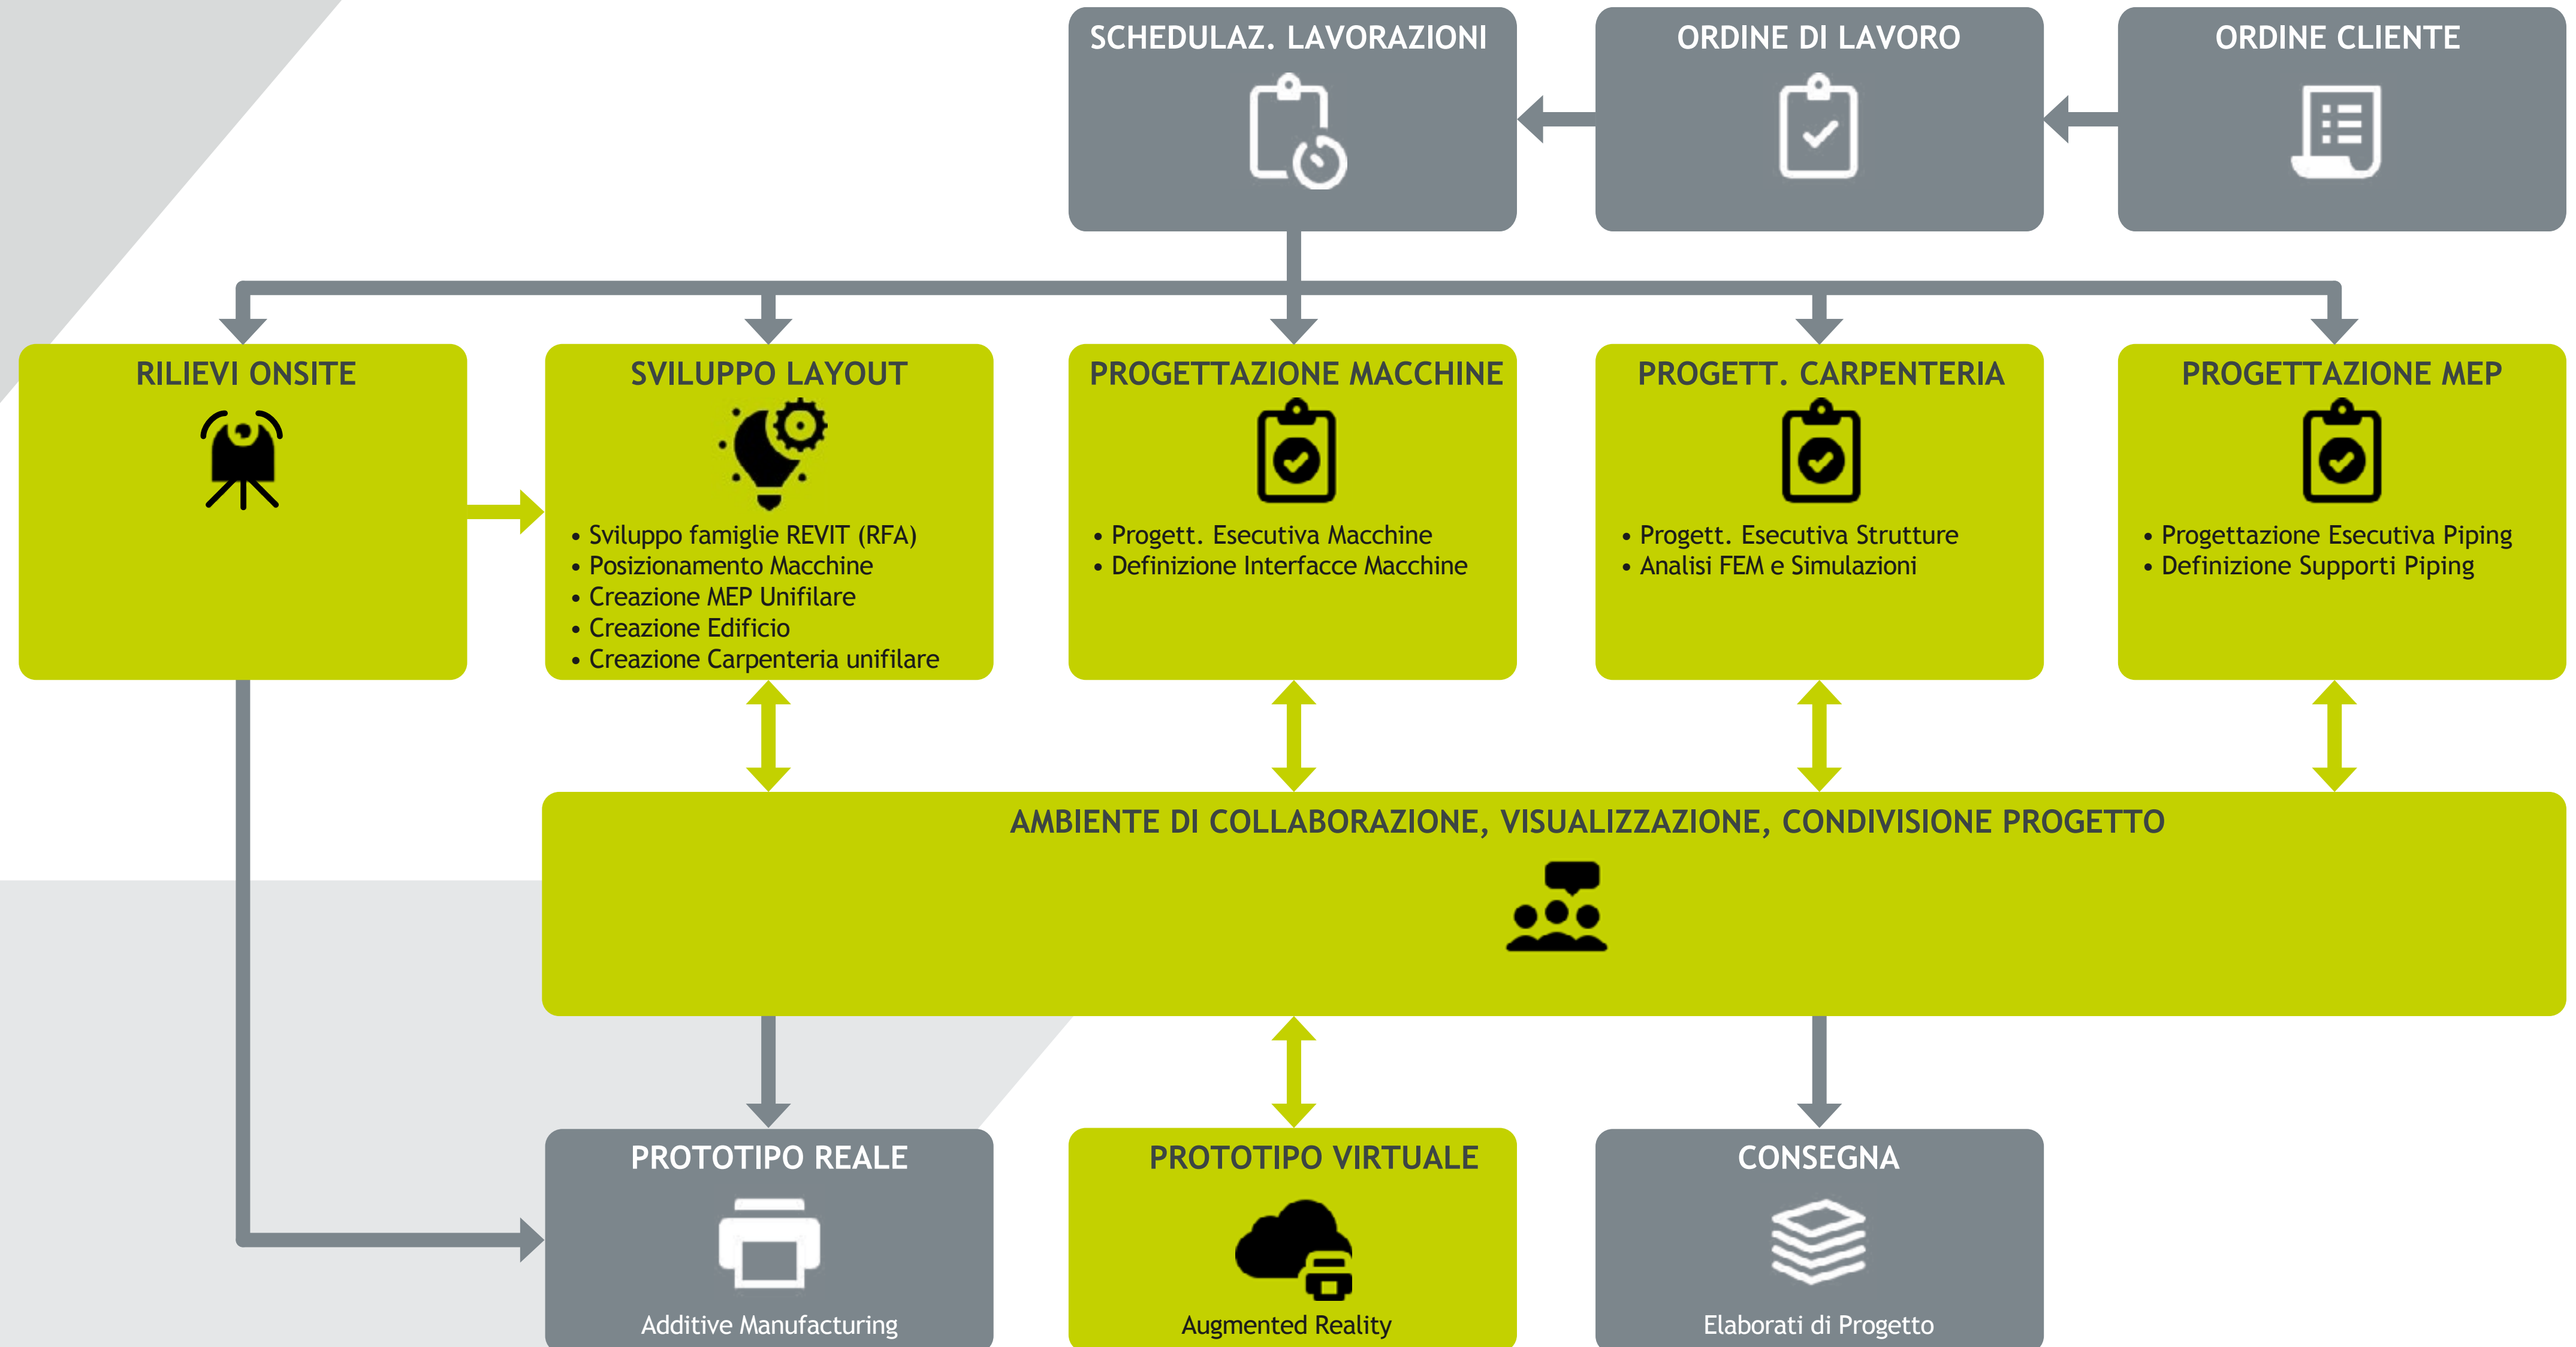 SCHEDULAZ. LAVORAZIONI
ORDINE DI LAVORO
ORDINE CLIENTE
RILIEVI ONSITE
SVILUPPO LAYOUT
• Sviluppo famiglie REVIT (RFA)
• Posizionamento Macchine
• Creazione MEP Unifilare
• Creazione Edificio
• Creazione Carpenteria unifilare
PROGETTAZIONE MACCHINE
• Progett. Esecutiva Macchine
• Definizione Interfacce Macchine
PROGETT. CARPENTERIA
• Progett. Esecutiva Strutture
• Analisi FEM e Simulazioni
PROGETTAZIONE MEP
• Progettazione Esecutiva Piping
• Definizione Supporti Piping
AMBIENTE DI COLLABORAZIONE, VISUALIZZAZIONE, CONDIVISIONE PROGETTO
PROTOTIPO REALE
Additive Manufacturing
PROTOTIPO VIRTUALE
Augmented Reality
CONSEGNA
Elaborati di Progetto